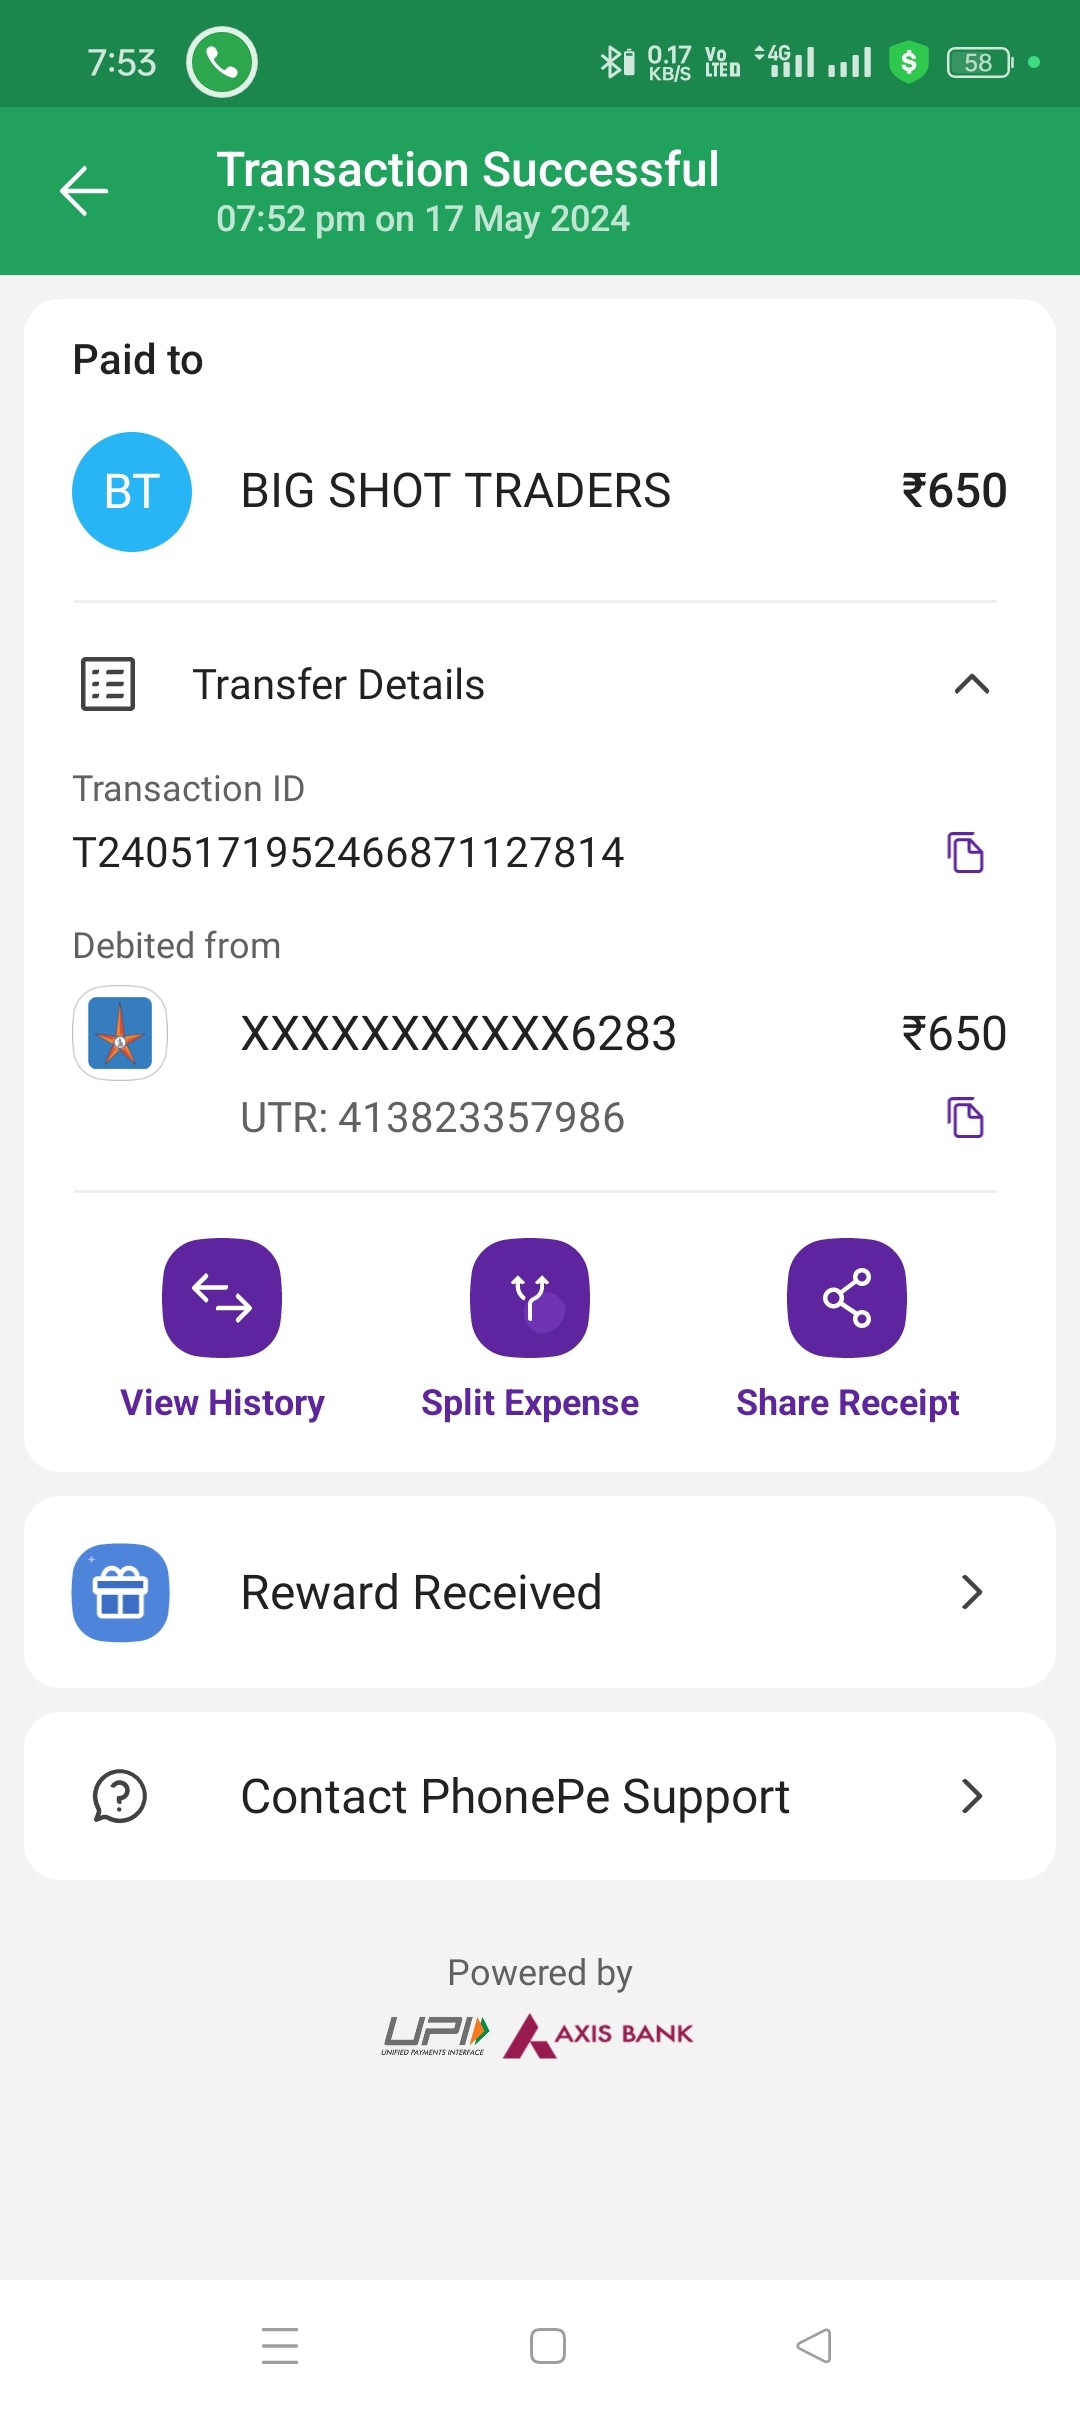 7:53
0.17 KB/S
Vo LTE
4G
58
Transaction Successful
07:52 pm on 17 May 2024
Paid to
BT
BIG SHOT TRADERS
₹650
Transfer Details
Transaction ID
T2405171952466871127814
Debited from
XXXXXXXXXXX6283
₹650
UTR: 413823357986
View History
Split Expense
Share Receipt
Reward Received
Contact PhonePe Support
Powered by
UPI
UNIFIED PAYMENTS INTERFACE
AXIS BANK